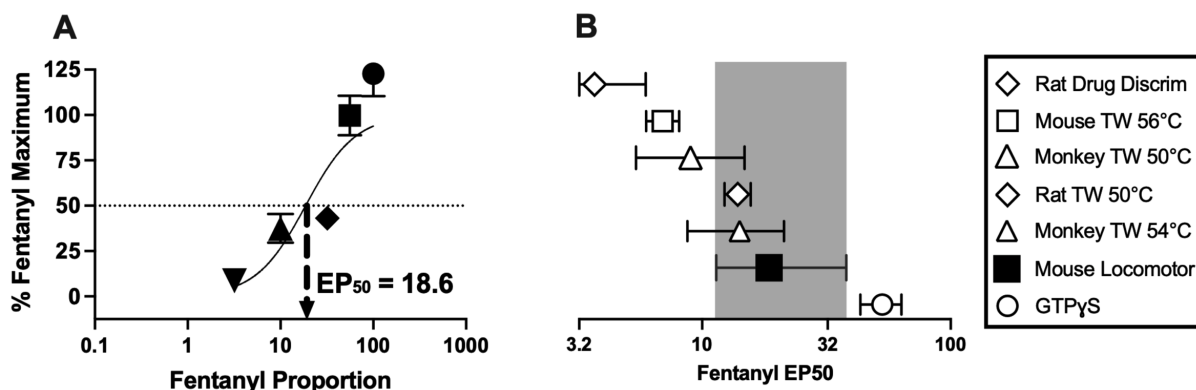 A
% Fentanyl Maximum
125
100
75
50
25
0
EP50 = 18.6
0.1 1 10 100 1000
Fentanyl Proportion
B
3.2 10 32 100
Fentanyl EP50
Rat Drug Discrim
Mouse TW 56°C
Monkey TW 50°C
Rat TW 50°C
Monkey TW 54°C
Mouse Locomotor
GTPɣS